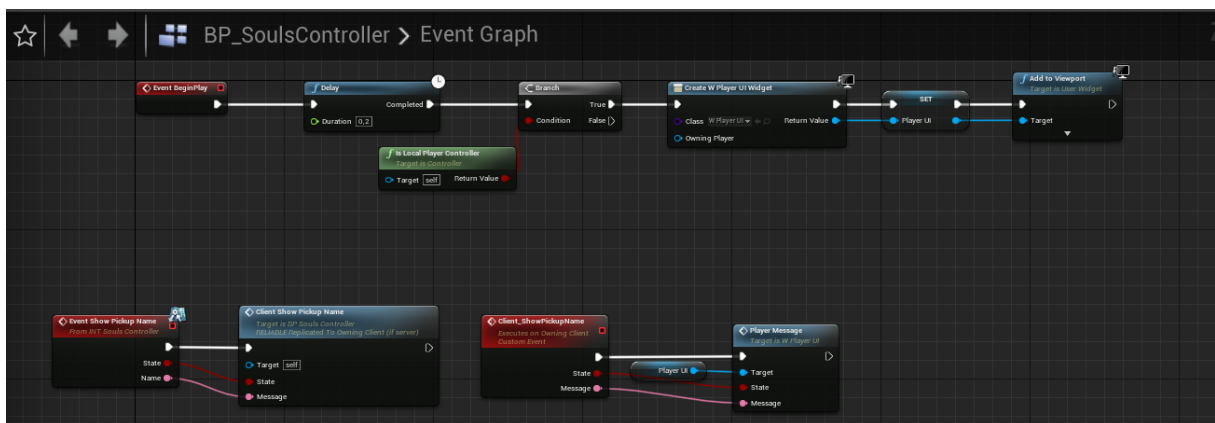 BP_SoulsController > Event Graph
Event BeginPlay
Delay
Completed
Duration 0,2
Branch
True
Condition False
Create W Player UI Widget
Class W Player UI Return Value
Owning Player
SET
Player UI
Add to Viewport
Target is User Widget
Target
Is Local Player Controller
Target is Controller
Target self Return Value
Event Show Pickup Name
From INT Souls Controller
State
Name
Client Show Pickup Name
Target is BP Souls Controller
RELIABLE Replicated To Owning Client (if server)
Target self
State
Message
Client_ShowPickupName
Executes on Owning Client
Custom Event
State
Message
Player UI
Player Message
Target is W Player UI
Target
State
Message